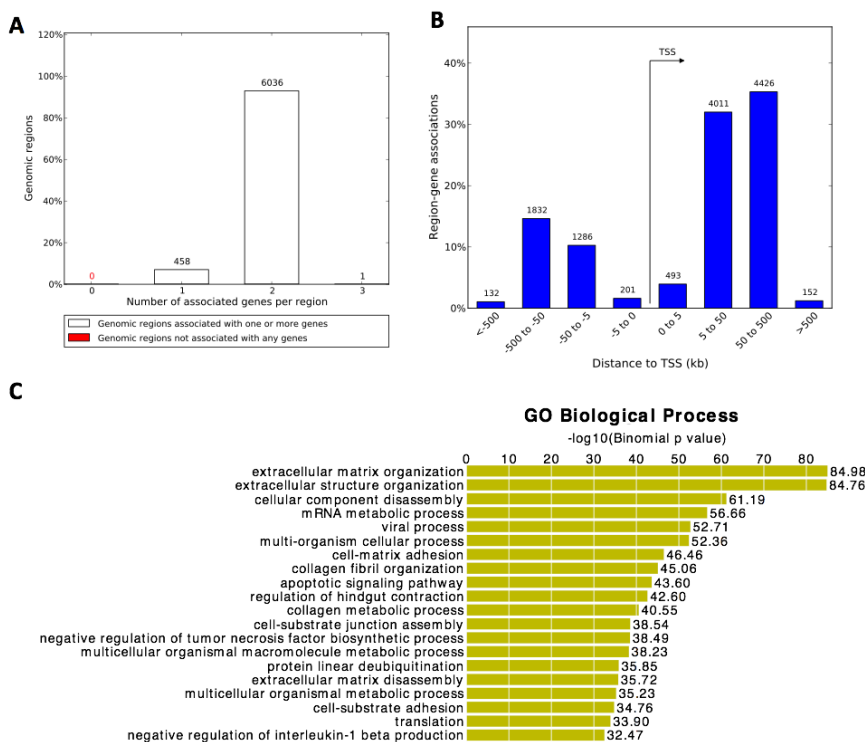 A
120%
100%
80%
60%
40%
20%
0%
Genomic regions
0
458
6036
1
0
1
2
3
Number of associated genes per region
Genomic regions associated with one or more genes
Genomic regions not associated with any genes
B
TSS
40%
30%
20%
10%
0%
Region-gene associations
132
1832
1286
201
493
4011
4426
152
<-500
-500 to -50
-50 to -5
-5 to 0
0 to 5
5 to 50
50 to 500
>500
Distance to TSS (kb)
C
GO Biological Process
-log10(Binomial p value)
0 10 20 30 40 50 60 70 80
extracellular matrix organization 84.98
extracellular structure organization 84.76
cellular component disassembly 61.19
mRNA metabolic process 56.66
viral process 52.71
multi-organism cellular process 52.36
cell-matrix adhesion 46.46
collagen fibril organization 45.06
apoptotic signaling pathway 43.60
regulation of hindgut contraction 42.60
collagen metabolic process 40.55
cell-substrate junction assembly 38.54
negative regulation of tumor necrosis factor biosynthetic process 38.49
multicellular organismal macromolecule metabolic process 38.23
protein linear deubiquitination 35.85
extracellular matrix disassembly 35.72
multicellular organismal metabolic process 35.23
cell-substrate adhesion 34.76
translation 33.90
negative regulation of interleukin-1 beta production 32.47